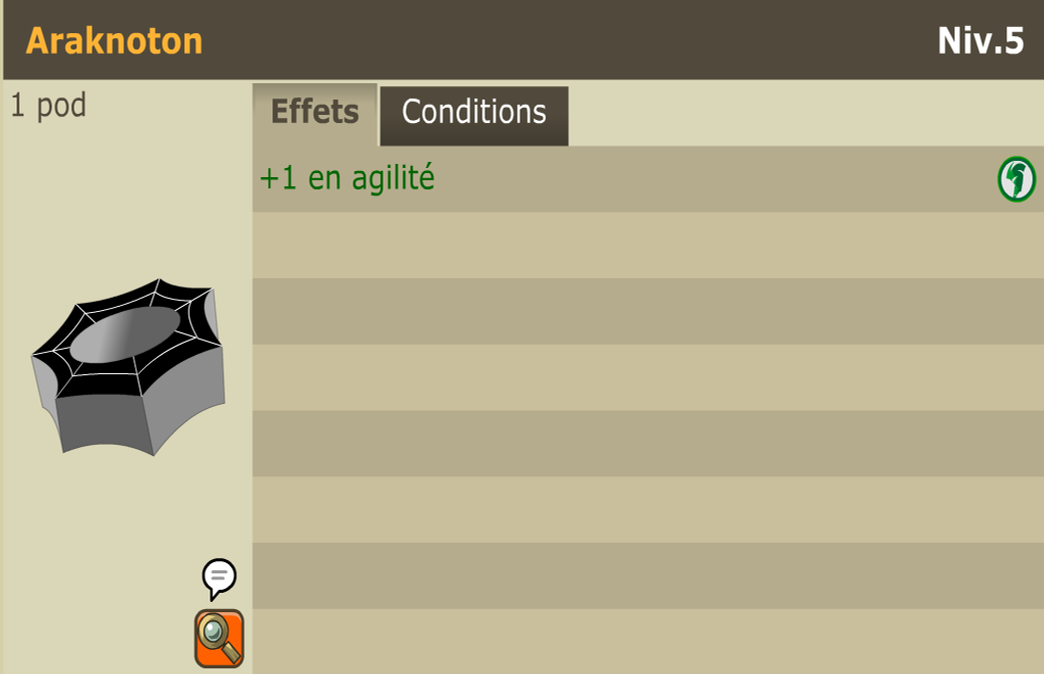 Araknoton
Niv.5
1 pod
Effets
Conditions
+1 en agilité